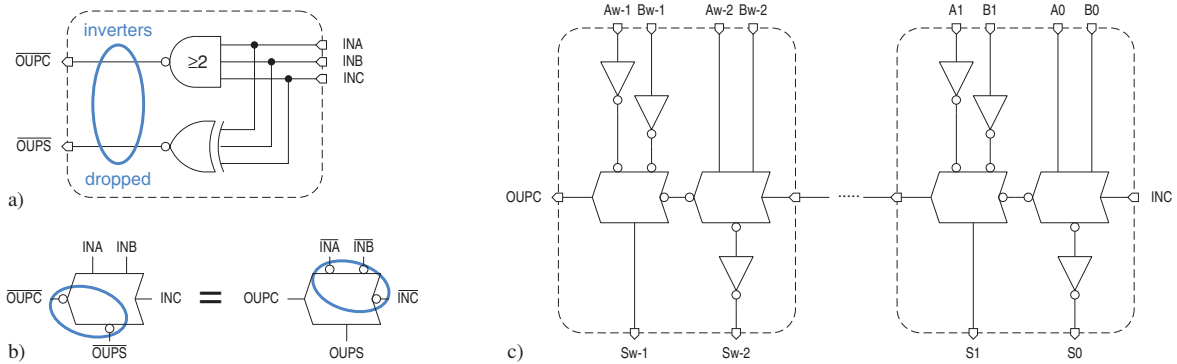 inverters
OUPC
≥2
INA
INB
INC
OUPS
dropped
a)
INA INB
OUPC
INC
OUPS
=
INA INB
OUPC
INC
OUPS
b)
Aw-1 Bw-1 Aw-2 Bw-2 A1 B1 A0 B0
OUPC
.....
INC
Sw-1 Sw-2 S1 S0
c)